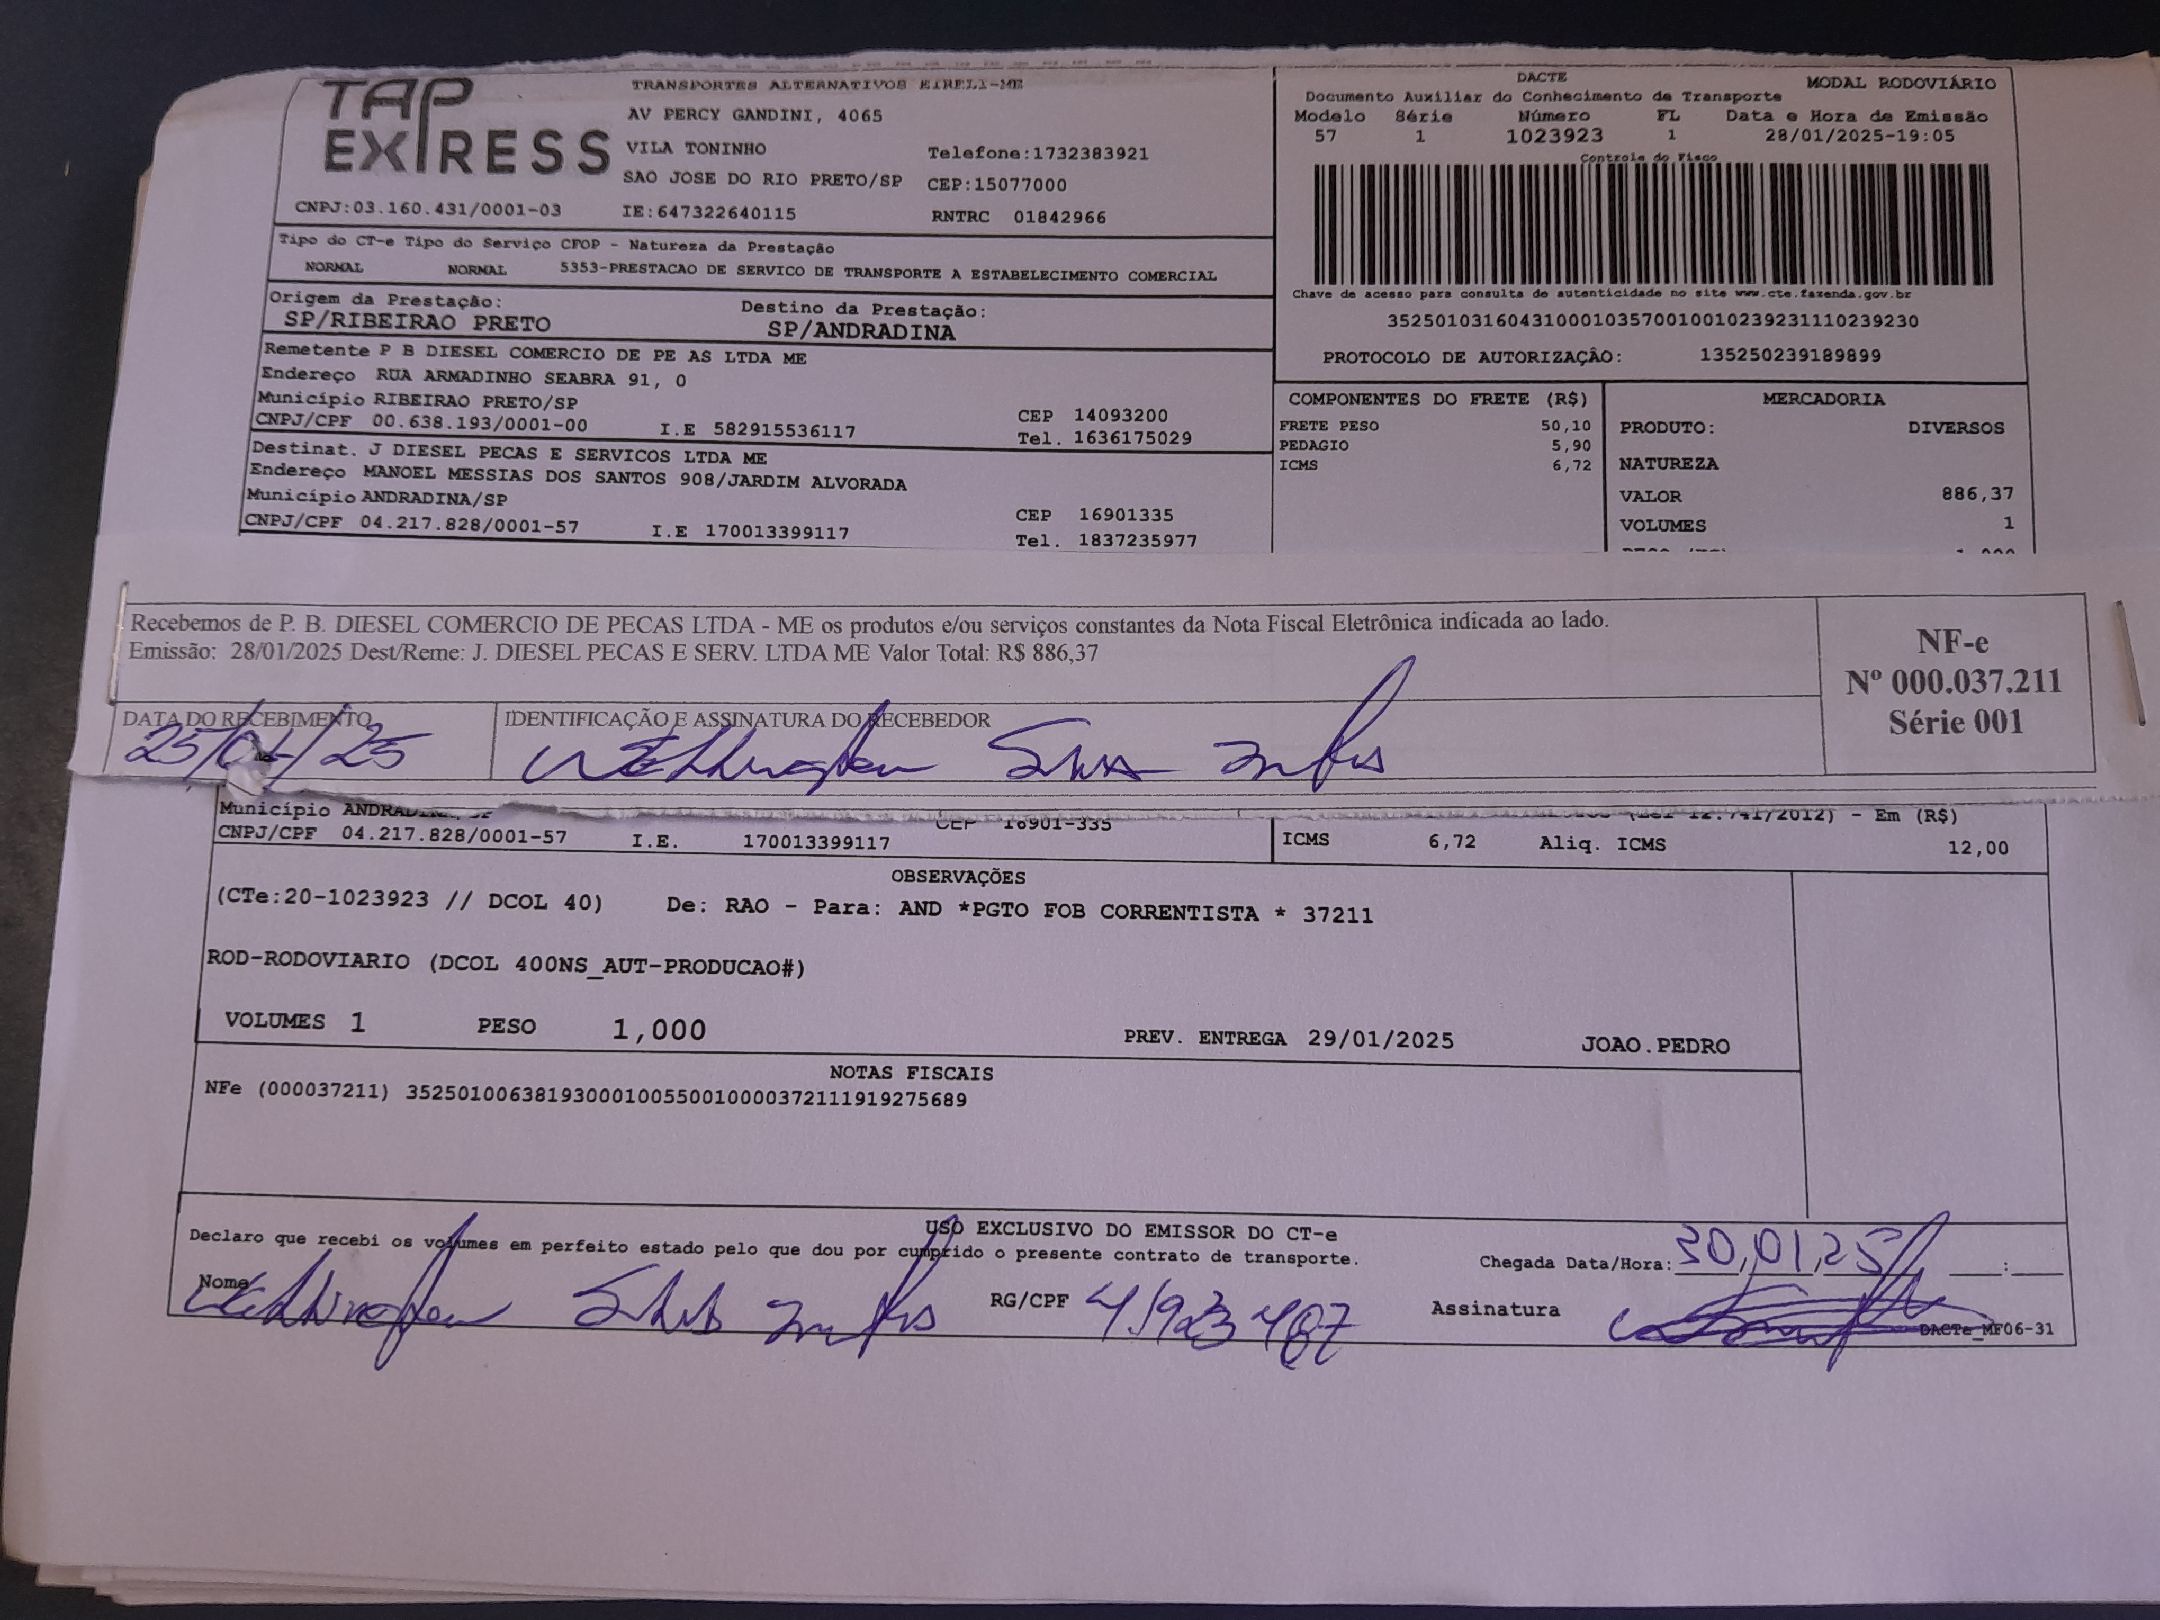 TAP EXPRESS
TRANSPORTES ALTERNATIVOS EIRELI-ME
AV PERCY GANDINI, 4065
VILA TONINHO Telefone:1732383921
SAO JOSE DO RIO PRETO/SP CEP:15077000
CNPJ:03.160.431/0001-03 IE:647322640115 RNTRC 01842966
DACTE MODAL RODOVIÁRIO
Documento Auxiliar do Conhecimento de Transporte
Modelo Série Número FL Data e Hora de Emissão
57 1 1023923 1 28/01/2025-19:05
Controle do Fisco
Chave de acesso para consulta de autenticidade no site www.cte.fazenda.gov.br
35250103160431000103570010010239231110239230
PROTOCOLO DE AUTORIZAÇÂO: 135250239189899
Tipo do CT-e Tipo do Serviço CFOP - Natureza da Prestação
NORMAL NORMAL 5353-PRESTACAO DE SERVICO DE TRANSPORTE A ESTABELECIMENTO COMERCIAL
Origem da Prestação: Destino da Prestação:
SP/RIBEIRAO PRETO SP/ANDRADINA
Remetente P B DIESEL COMERCIO DE PE AS LTDA ME
Endereço RUA ARMADINHO SEABRA 91, 0
Município RIBEIRAO PRETO/SP CEP 14093200
CNPJ/CPF 00.638.193/0001-00 I.E 582915536117 Tel. 1636175029
Destinat. J DIESEL PECAS E SERVICOS LTDA ME
Endereço MANOEL MESSIAS DOS SANTOS 908/JARDIM ALVORADA
Município ANDRADINA/SP CEP 16901335
CNPJ/CPF 04.217.828/0001-57 I.E 170013399117 Tel. 1837235977
COMPONENTES DO FRETE (R$)
FRETE PESO 50,10
PEDAGIO 5,90
ICMS 6,72
MERCADORIA
PRODUTO: DIVERSOS
NATUREZA
VALOR 886,37
VOLUMES 1
Recebemos de P. B. DIESEL COMERCIO DE PECAS LTDA - ME os produtos e/ou serviços constantes da Nota Fiscal Eletrônica indicada ao lado.
Emissão: 28/01/2025 Dest/Reme: J. DIESEL PECAS E SERV. LTDA ME Valor Total: R$ 886,37
NF-e
Nº 000.037.211
Série 001
DATA DO RECEBIMENTO IDENTIFICAÇÃO E ASSINATURA DO RECEBEDOR
25/01/25 Wellington Silva
Município ANDRADINA/SP CEP 16901-335
CNPJ/CPF 04.217.828/0001-57 I.E. 170013399117
(Lei 12.741/2012) - Em (R$)
ICMS 6,72 Aliq. ICMS 12,00
OBSERVAÇÕES
(CTe:20-1023923 // DCOL 40) De: RAO - Para: AND *PGTO FOB CORRENTISTA * 37211
ROD-RODOVIARIO (DCOL 400NS_AUT-PRODUCAO#)
VOLUMES 1 PESO 1,000 PREV. ENTREGA 29/01/2025 JOAO.PEDRO
NOTAS FISCAIS
NFe (000037211) 35250100638193000100550010000372111919275689
USO EXCLUSIVO DO EMISSOR DO CT-e
Declaro que recebi os volumes em perfeito estado pelo que dou por cumprido o presente contrato de transporte.
Chegada Data/Hora: 30,01,25 :
Nome Wellington RG/CPF Assinatura
DACTe_MF06-31